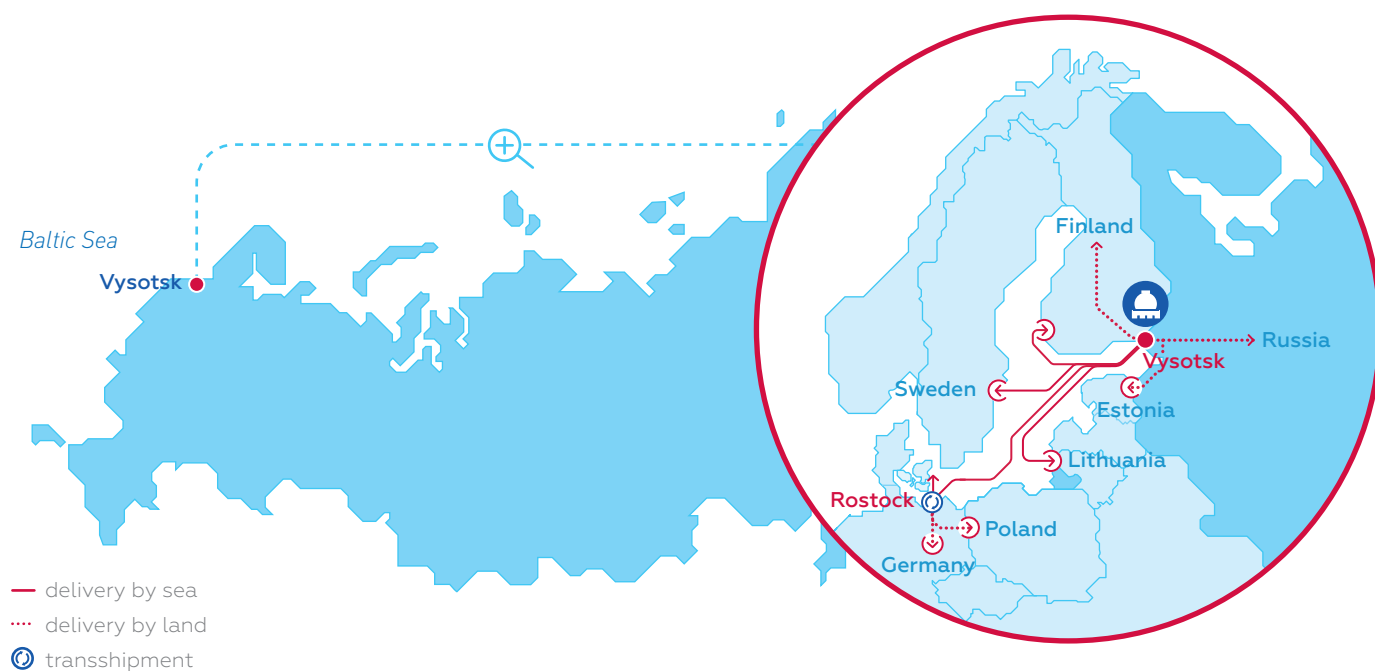 Baltic Sea
Vysotsk
Finland
Russia
Vysotsk
Sweden
Estonia
Lithuania
Rostock
Poland
Germany
delivery by sea
delivery by land
transshipment